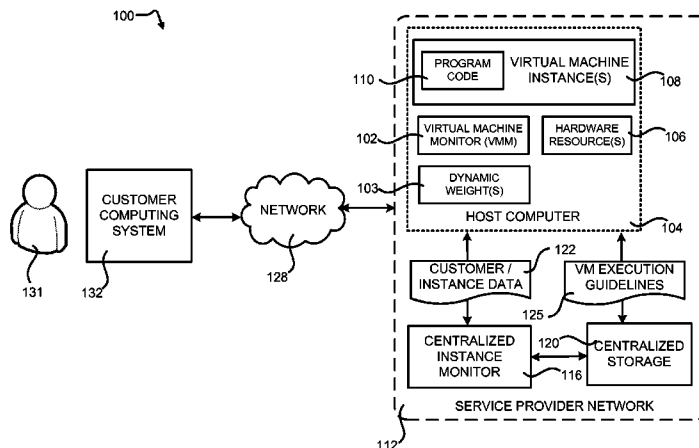 100
110
PROGRAM
CODE
VIRTUAL MACHINE
INSTANCE(S)
108
102
VIRTUAL MACHINE
MONITOR (VMM)
HARDWARE
RESOURCE(S)
106
103
DYNAMIC
WEIGHT(S)
HOST COMPUTER
104
CUSTOMER
COMPUTING
SYSTEM
NETWORK
131
132
128
122
CUSTOMER /
INSTANCE DATA
VM EXECUTION
GUIDELINES
125
CENTRALIZED
INSTANCE
MONITOR
116
120
CENTRALIZED
STORAGE
SERVICE PROVIDER NETWORK
112